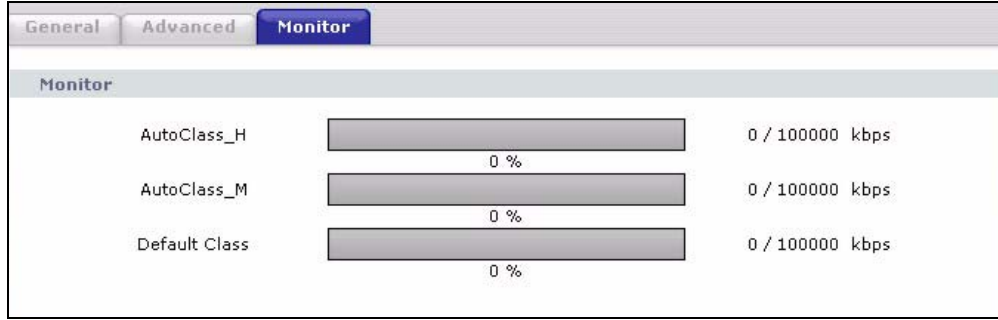 General Advanced Monitor
Monitor
AutoClass_H 0 / 100000 kbps
0 %
AutoClass_M 0 / 100000 kbps
0 %
Default Class 0 / 100000 kbps
0 %